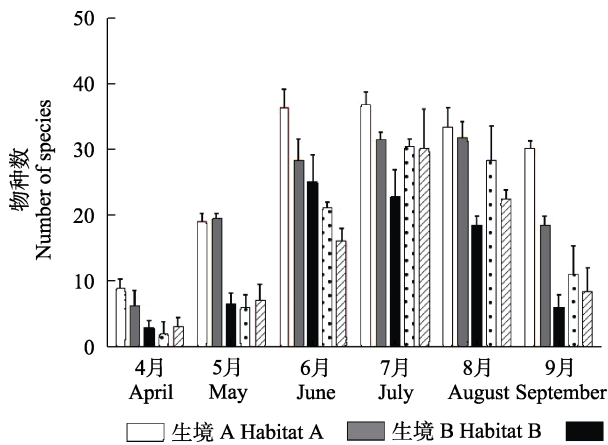 50
40
30
20
10
0
物种数
Number of species
4月 5月 6月 7月 8月 9月
April May June July August September
生境 A Habitat A 生境 B Habitat B